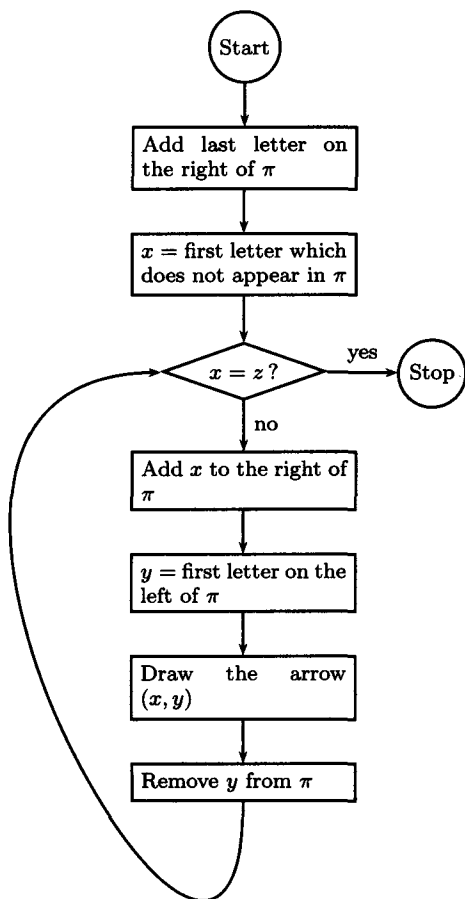 Start
Add last letter on
the right of π
x = first letter which
does not appear in π
x = z ?
yes
Stop
no
Add x to the right of
π
y = first letter on the
left of π
Draw the arrow
(x, y)
Remove y from π